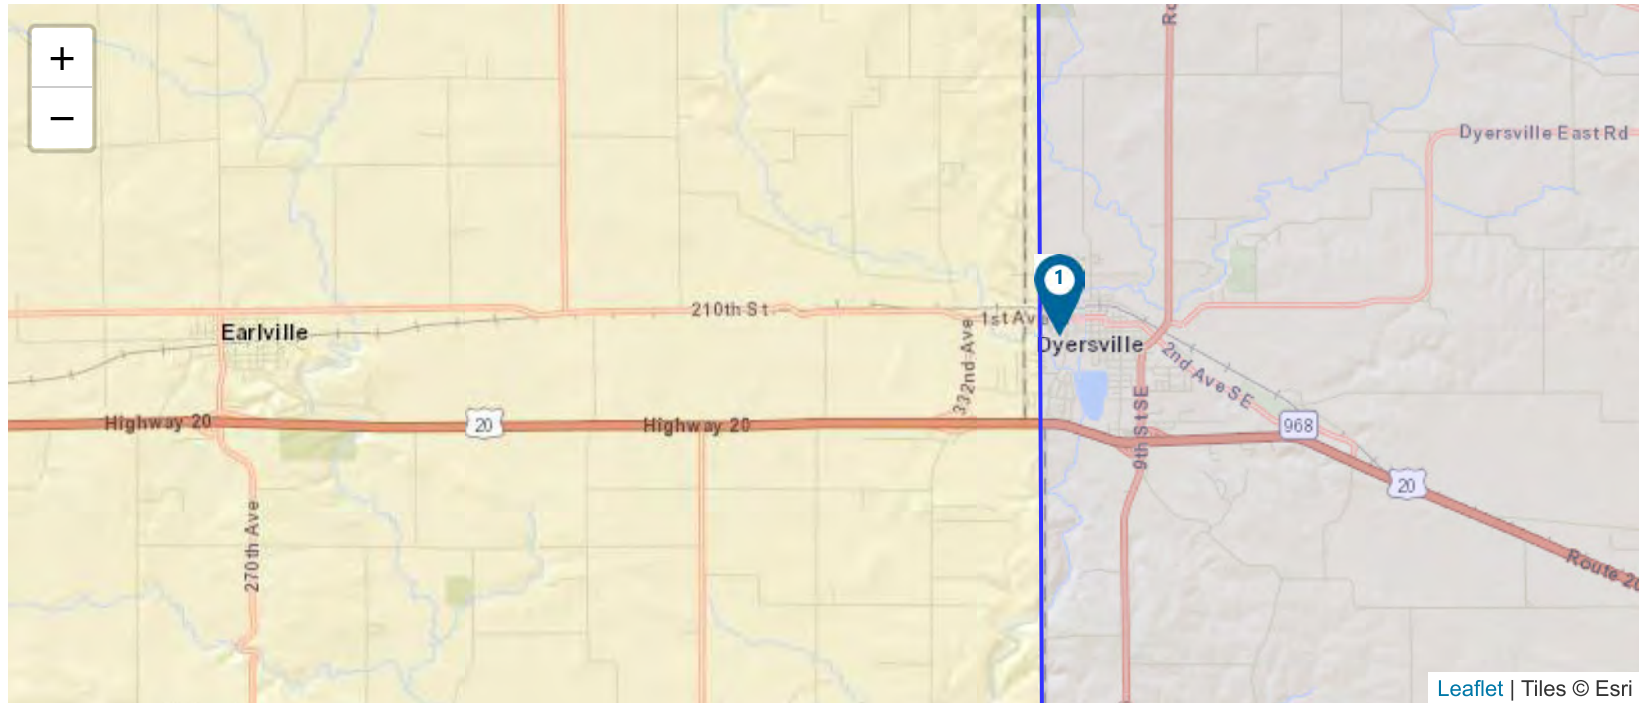 Ro
+
−
Dyersville East Rd
1
210th St
1st Ave
Earlville
Dyersville
332nd Ave
2nd Ave SE
9th St SE
Highway 20
20
Highway 20
968
20
270th Ave
Route 20
Leaflet | Tiles © Esri